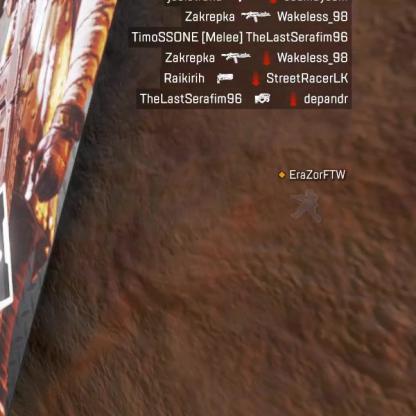 Zakrepka Wakeless_98
TimoSSONE [Melee] TheLastSerafim96
Zakrepka Wakeless_98
Raikirih StreetRacerLK
TheLastSerafim96 depandr
EraZorFTW